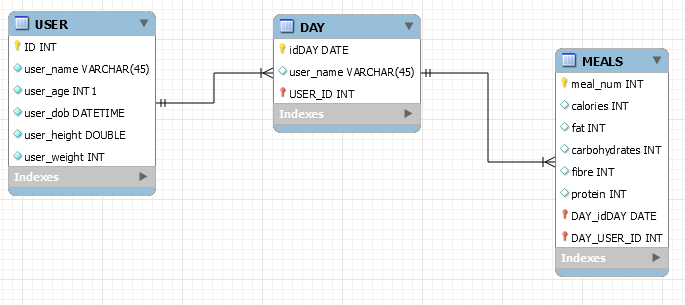 USER
ID INT
user_name VARCHAR(45)
user_age INT1
user_dob DATETIME
user_height DOUBLE
user_weight INT
Indexes
DAY
idDAY DATE
user_name VARCHAR(45)
USER_ID INT
Indexes
MEALS
meal_num INT
calories INT
fat INT
carbohydrates INT
fibre INT
protein INT
DAY_idDAY DATE
DAY_USER_ID INT
Indexes